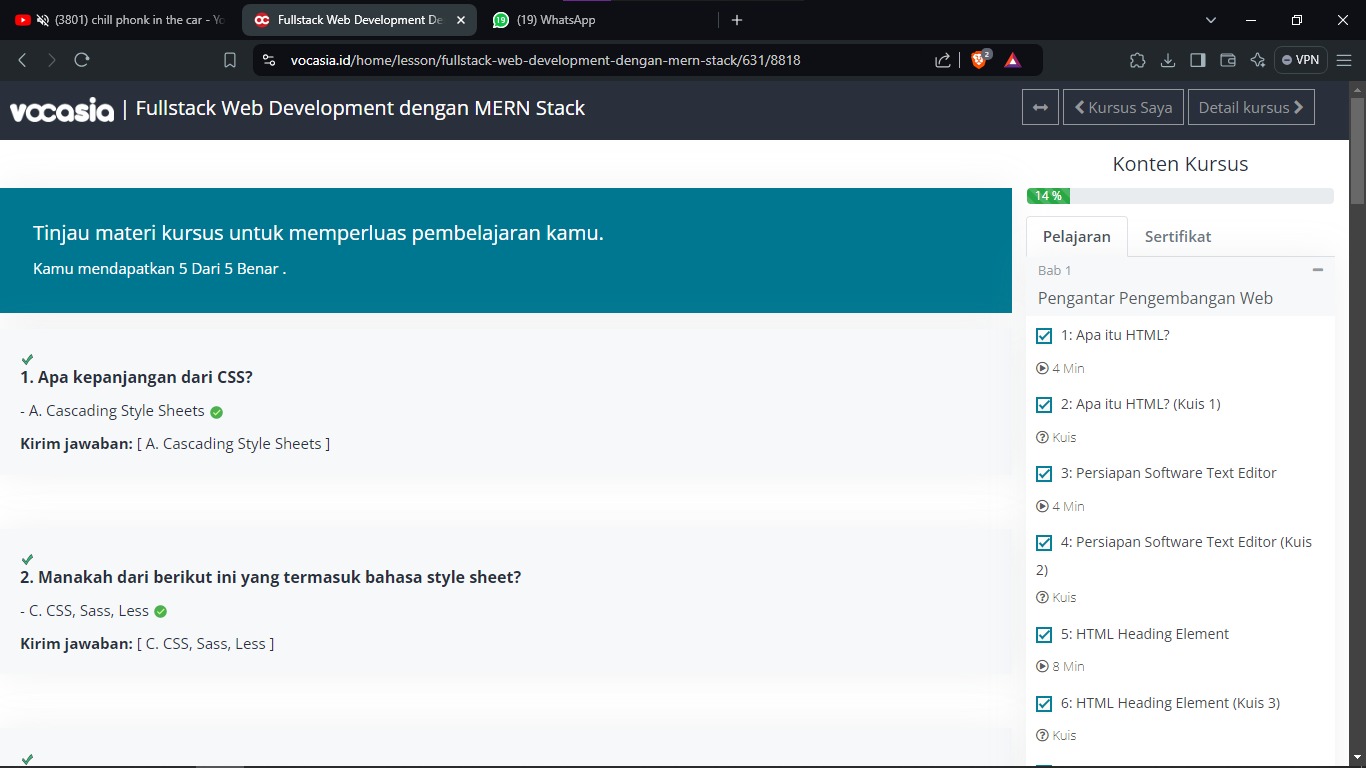 (3801) chill phonk in the car - Yo
Fullstack Web Development De
(19) WhatsApp
vocasia.id/home/lesson/fullstack-web-development-dengan-mern-stack/631/8818
2
VPN
vocasia | Fullstack Web Development dengan MERN Stack
Kursus Saya
Detail kursus
Tinjau materi kursus untuk memperluas pembelajaran kamu.
Kamu mendapatkan 5 Dari 5 Benar .
1. Apa kepanjangan dari CSS?
- A. Cascading Style Sheets
Kirim jawaban: [ A. Cascading Style Sheets ]
2. Manakah dari berikut ini yang termasuk bahasa style sheet?
- C. CSS, Sass, Less
Kirim jawaban: [ C. CSS, Sass, Less ]
Konten Kursus
14 %
Pelajaran
Sertifikat
Bab 1
Pengantar Pengembangan Web
1: Apa itu HTML?
4 Min
2: Apa itu HTML? (Kuis 1)
Kuis
3: Persiapan Software Text Editor
4 Min
4: Persiapan Software Text Editor (Kuis
2)
Kuis
5: HTML Heading Element
8 Min
6: HTML Heading Element (Kuis 3)
Kuis